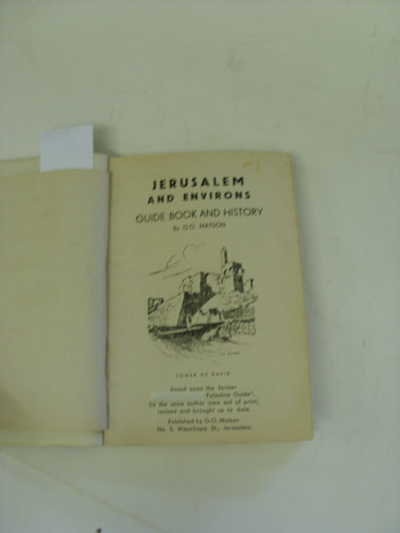 JERUSALEM
AND ENVIRONS
GUIDE BOOK AND HISTORY
By G.O. MATSON
TOWER OF DAVID
Based upon the former
Palestine Guide",
by the same author (now out of print),
revised and brought up to date.
Published by G.O. Matson
No. 2, Wauchope St., Jerusalem.